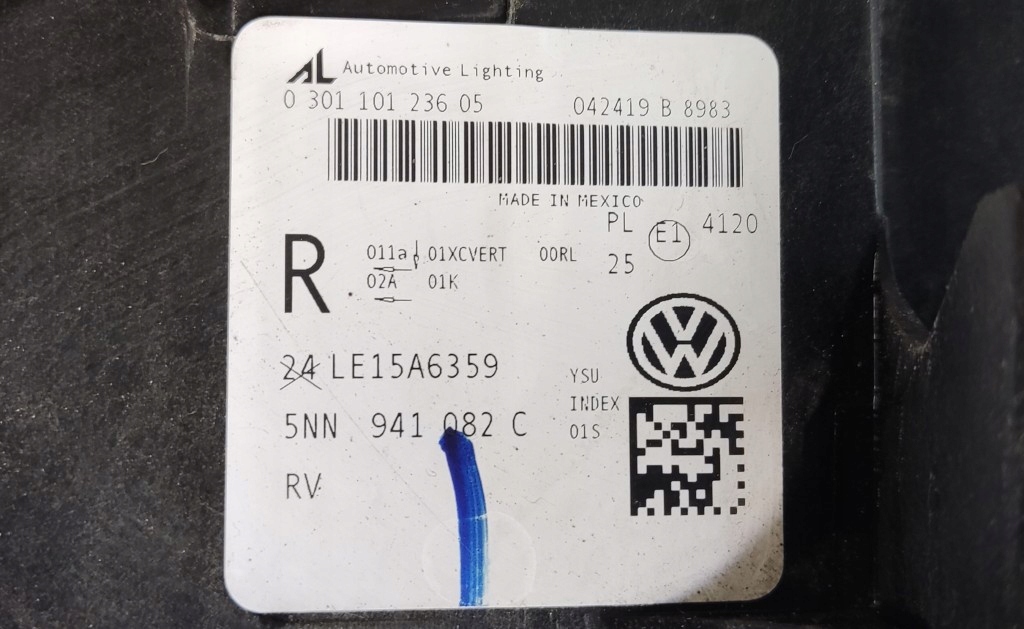 AL Automotive Lighting
0 301 101 236 05 042419 B 8983
MADE IN MEXICO
PL E1 4120
25
R 011a 01XCVERT 00RL
02A 01K
24 LE15A6359
YSU
INDEX
01S
5NN 941 082 C
RV